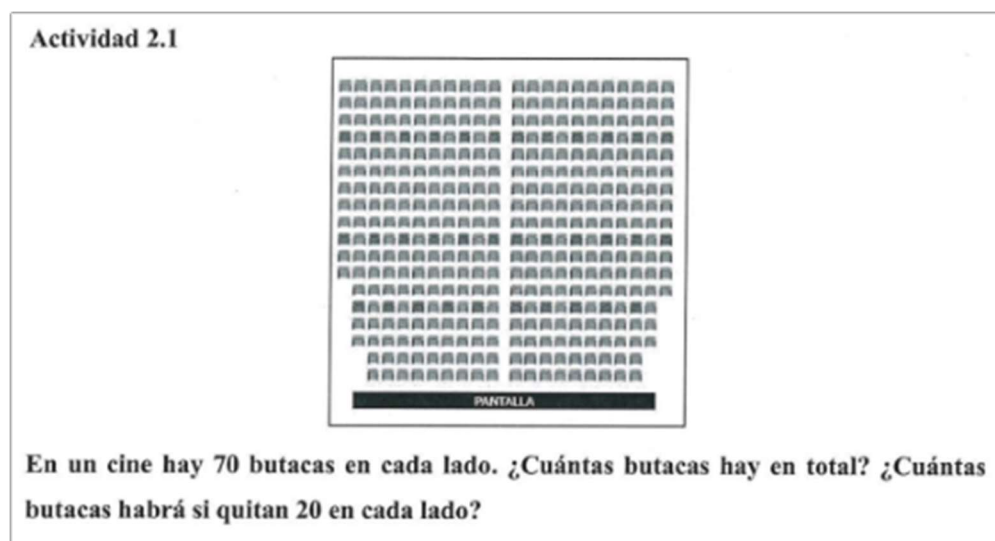 Actividad 2.1
PANTALLA
En un cine hay 70 butacas en cada lado. ¿Cuántas butacas hay en total? ¿Cuántas
butacas habrá si quitan 20 en cada lado?